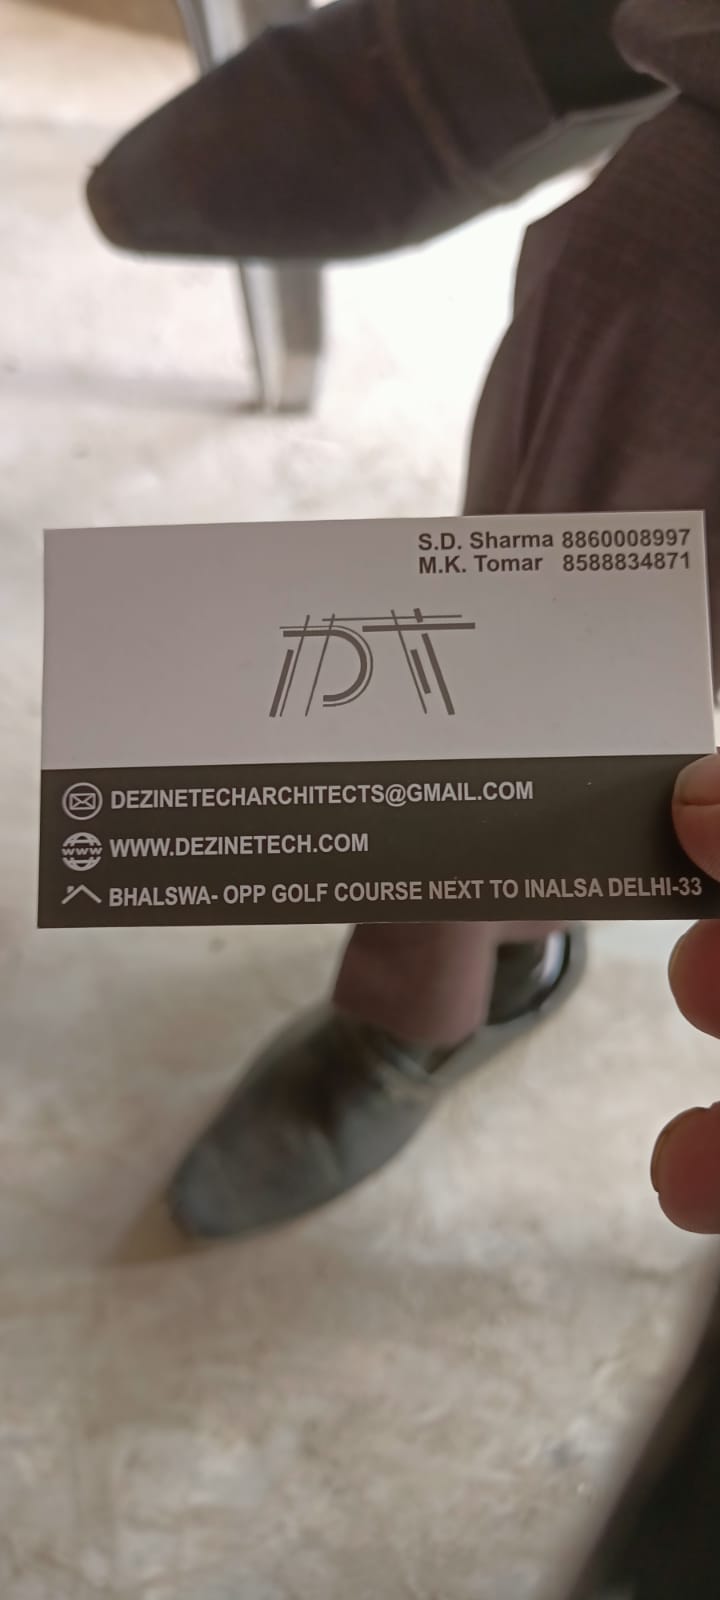 S.D. Sharma 8860008997
M.K. Tomar 8588834871
DT
DEZINETECHARCHITECTS@GMAIL.COM
WWW WWW.DEZINETECH.COM
BHALSWA- OPP GOLF COURSE NEXT TO INALSA DELHI-33